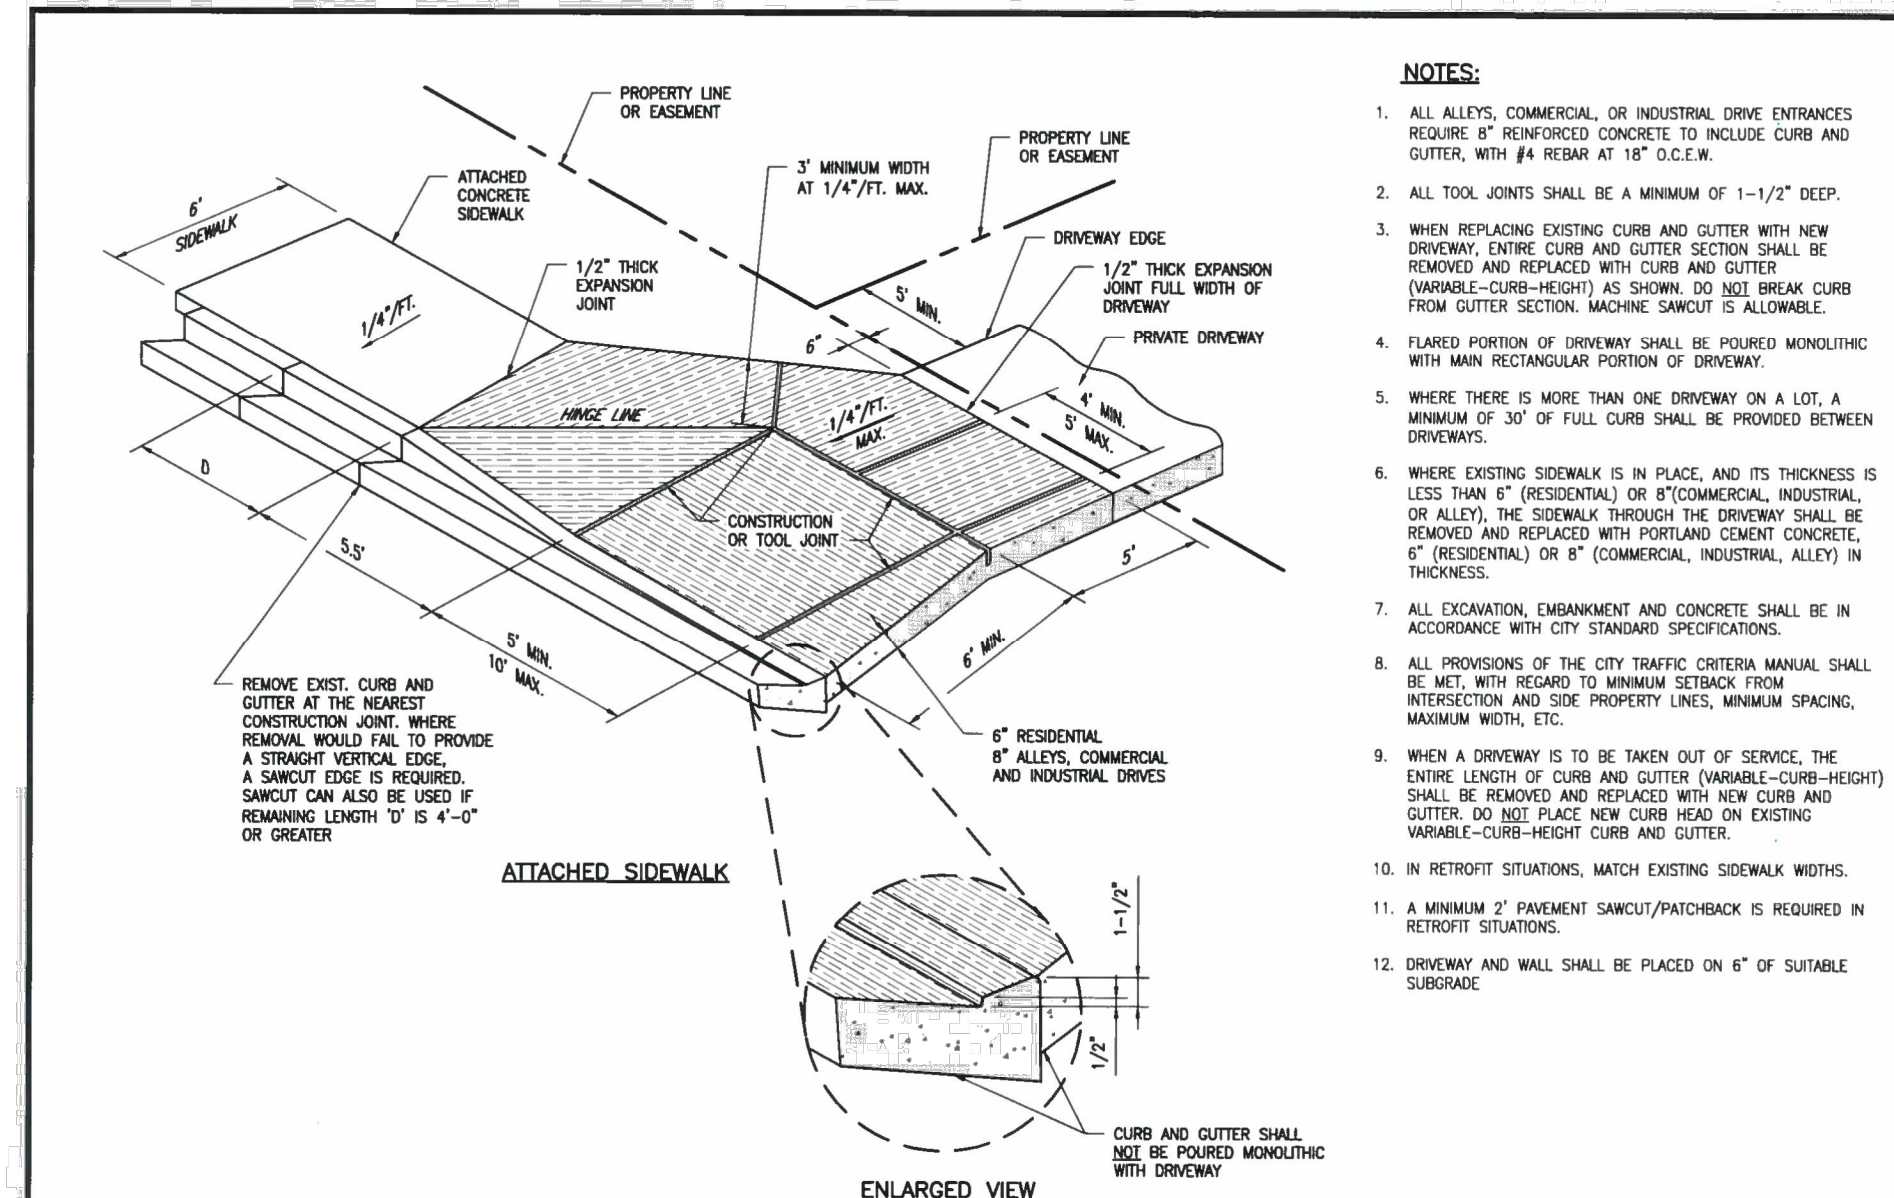 PROPERTY LINE
OR EASEMENT
PROPERTY LINE
OR EASEMENT
3' MINIMUM WIDTH
AT 1/4"/FT. MAX.
ATTACHED
CONCRETE
SIDEWALK
6'
SIDEWALK
DRIVEWAY EDGE
1/2" THICK
EXPANSION
JOINT
1/2" THICK EXPANSION
JOINT FULL WIDTH OF
DRIVEWAY
5' MIN.
1/4"/FT.
6"
PRIVATE DRIVEWAY
HINGE LINE
1/4"/FT.
MAX.
4' MIN.
5' MAX.
D
CONSTRUCTION
OR TOOL JOINT
5.5'
5'
5' MIN.
10' MAX.
6' MIN.
REMOVE EXIST. CURB AND
GUTTER AT THE NEAREST
CONSTRUCTION JOINT. WHERE
REMOVAL WOULD FAIL TO PROVIDE
A STRAIGHT VERTICAL EDGE,
A SAWCUT EDGE IS REQUIRED.
SAWCUT CAN ALSO BE USED IF
REMAINING LENGTH 'D' IS 4'-0"
OR GREATER
6" RESIDENTIAL
8" ALLEYS, COMMERCIAL
AND INDUSTRIAL DRIVES
ATTACHED SIDEWALK
1-1/2"
1/2"
CURB AND GUTTER SHALL
NOT BE POURED MONOLITHIC
WITH DRIVEWAY
ENLARGED VIEW
NOTES:
1. ALL ALLEYS, COMMERCIAL, OR INDUSTRIAL DRIVE ENTRANCES
REQUIRE 8" REINFORCED CONCRETE TO INCLUDE CURB AND
GUTTER, WITH #4 REBAR AT 18" O.C.E.W.
2. ALL TOOL JOINTS SHALL BE A MINIMUM OF 1-1/2" DEEP.
3. WHEN REPLACING EXISTING CURB AND GUTTER WITH NEW
DRIVEWAY, ENTIRE CURB AND GUTTER SECTION SHALL BE
REMOVED AND REPLACED WITH CURB AND GUTTER
(VARIABLE-CURB-HEIGHT) AS SHOWN. DO NOT BREAK CURB
FROM GUTTER SECTION. MACHINE SAWCUT IS ALLOWABLE.
4. FLARED PORTION OF DRIVEWAY SHALL BE POURED MONOLITHIC
WITH MAIN RECTANGULAR PORTION OF DRIVEWAY.
5. WHERE THERE IS MORE THAN ONE DRIVEWAY ON A LOT, A
MINIMUM OF 30' OF FULL CURB SHALL BE PROVIDED BETWEEN
DRIVEWAYS.
6. WHERE EXISTING SIDEWALK IS IN PLACE, AND ITS THICKNESS IS
LESS THAN 6" (RESIDENTIAL) OR 8"(COMMERCIAL, INDUSTRIAL,
OR ALLEY), THE SIDEWALK THROUGH THE DRIVEWAY SHALL BE
REMOVED AND REPLACED WITH PORTLAND CEMENT CONCRETE,
6" (RESIDENTIAL) OR 8" (COMMERCIAL, INDUSTRIAL, ALLEY) IN
THICKNESS.
7. ALL EXCAVATION, EMBANKMENT AND CONCRETE SHALL BE IN
ACCORDANCE WITH CITY STANDARD SPECIFICATIONS.
8. ALL PROVISIONS OF THE CITY TRAFFIC CRITERIA MANUAL SHALL
BE MET, WITH REGARD TO MINIMUM SETBACK FROM
INTERSECTION AND SIDE PROPERTY LINES, MINIMUM SPACING,
MAXIMUM WIDTH, ETC.
9. WHEN A DRIVEWAY IS TO BE TAKEN OUT OF SERVICE, THE
ENTIRE LENGTH OF CURB AND GUTTER (VARIABLE-CURB-HEIGHT)
SHALL BE REMOVED AND REPLACED WITH NEW CURB AND
GUTTER. DO NOT PLACE NEW CURB HEAD ON EXISTING
VARIABLE-CURB-HEIGHT CURB AND GUTTER.
10. IN RETROFIT SITUATIONS, MATCH EXISTING SIDEWALK WIDTHS.
11. A MINIMUM 2' PAVEMENT SAWCUT/PATCHBACK IS REQUIRED IN
RETROFIT SITUATIONS.
12. DRIVEWAY AND WALL SHALL BE PLACED ON 6" OF SUITABLE
SUBGRADE